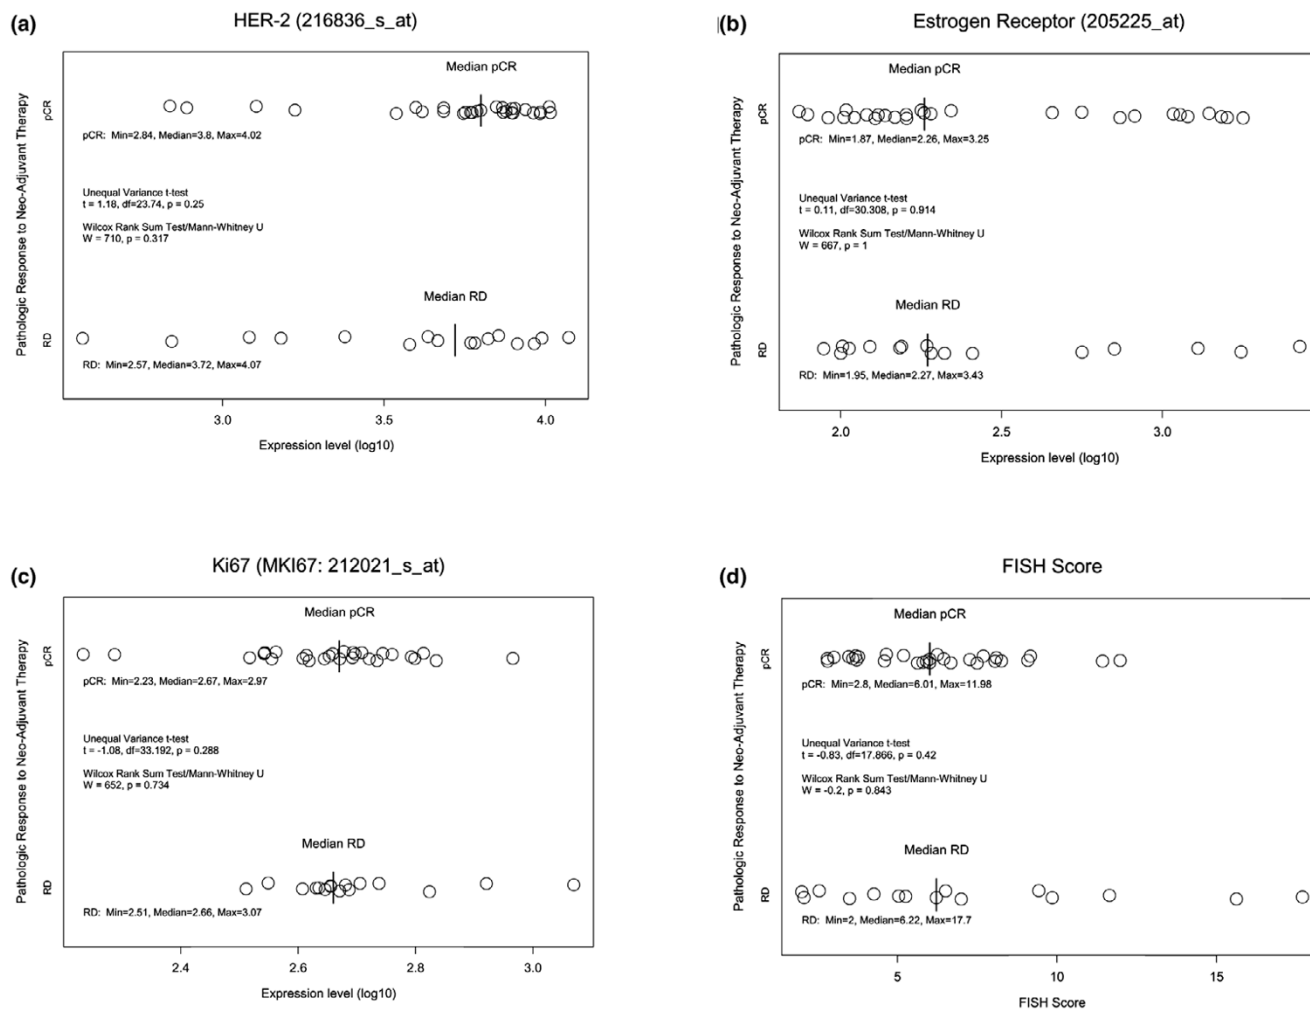 (a)
HER-2 (216836_s_at)
Pathologic Response to Neo-Adjuvant Therapy
pCR
RD
Median pCR
pCR: Min=2.84, Median=3.8, Max=4.02
Unequal Variance t-test
t = 1.18, df=23.74, p = 0.25
Wilcox Rank Sum Test/Mann-Whitney U
W = 710, p = 0.317
Median RD
RD: Min=2.57, Median=3.72, Max=4.07
3.0 3.5 4.0
Expression level (log10)
(b)
Estrogen Receptor (205225_at)
Pathologic Response to Neo-Adjuvant Therapy
pCR
RD
Median pCR
pCR: Min=1.87, Median=2.26, Max=3.25
Unequal Variance t-test
t = 0.11, df=30.308, p = 0.914
Wilcox Rank Sum Test/Mann-Whitney U
W = 667, p = 1
Median RD
RD: Min=1.95, Median=2.27, Max=3.43
2.0 2.5 3.0
Expression level (log10)
(c)
Ki67 (MKI67: 212021_s_at)
Pathologic Response to Neo-Adjuvant Therapy
pCR
RD
Median pCR
pCR: Min=2.23, Median=2.67, Max=2.97
Unequal Variance t-test
t = -1.08, df=33.192, p = 0.288
Wilcox Rank Sum Test/Mann-Whitney U
W = 652, p = 0.734
Median RD
RD: Min=2.51, Median=2.66, Max=3.07
2.4 2.6 2.8 3.0
Expression level (log10)
(d)
FISH Score
Pathologic Response to Neo-Adjuvant Therapy
pCR
RD
Median pCR
pCR: Min=2.8, Median=6.01, Max=11.98
Unequal Variance t-test
t = -0.83, df=17.866, p = 0.42
Wilcox Rank Sum Test/Mann-Whitney U
W = -0.2, p = 0.843
Median RD
RD: Min=2, Median=6.22, Max=17.7
5 10 15
FISH Score